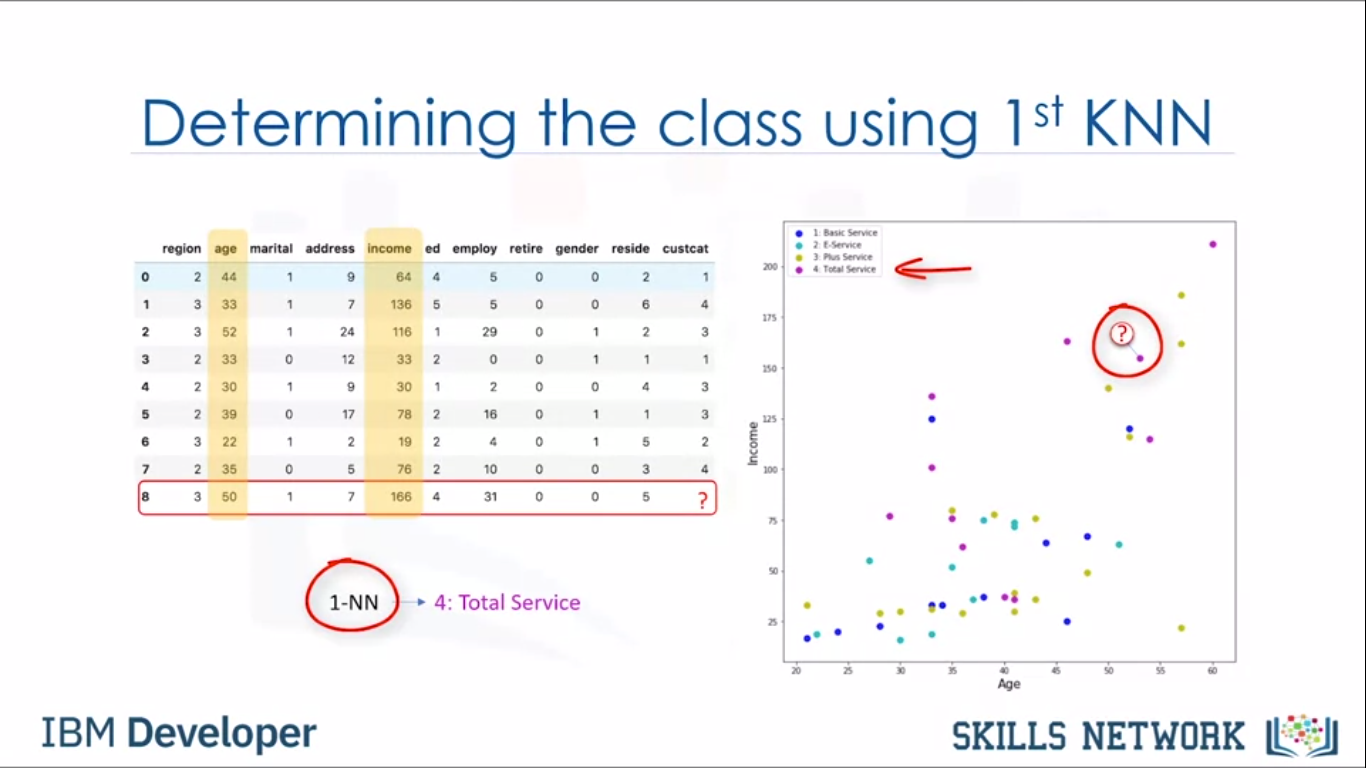 Determining the class using 1st KNN
region age marital address income ed employ retire gender reside custcat
0 2 44 1 9 64 4 5 0 0 2 1
1 3 33 1 7 136 5 5 0 0 6 4
2 3 52 1 24 116 1 29 0 1 2 3
3 2 33 0 12 33 2 0 0 1 1 1
4 2 30 1 9 30 1 2 0 0 4 3
5 2 39 0 17 78 2 16 0 1 1 3
6 3 22 1 2 19 2 4 0 1 5 2
7 2 35 0 5 76 2 10 0 0 3 4
8 3 50 1 7 166 4 31 0 0 5 ?
1-NN 4: Total Service
1: Basic Service
2: E-Service
3: Plus Service
4: Total Service
?
200
175
150
125
100
75
50
25
Income
20 25 30 35 40 45 50 55 60
Age
IBM Developer
SKILLS NETWORK